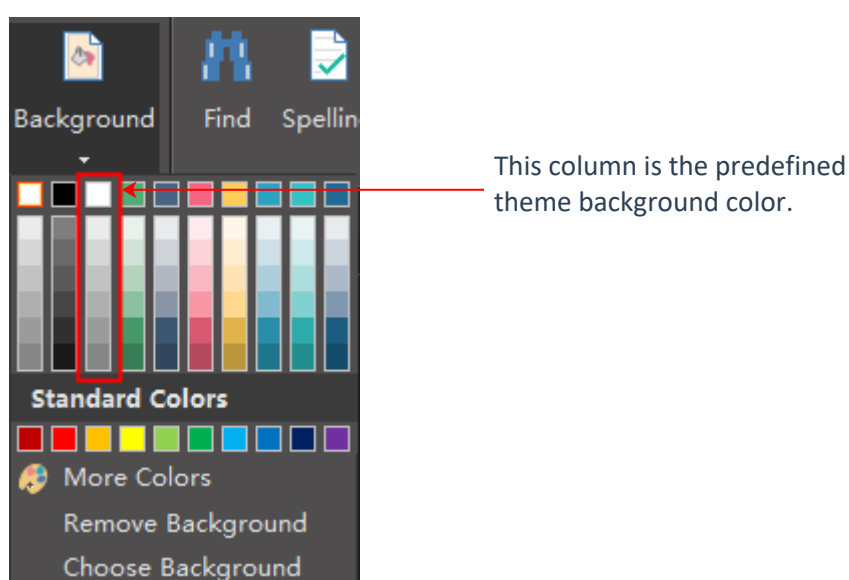 Background
Find
Spellin
This column is the predefined
theme background color.
Standard Colors
More Colors
Remove Background
Choose Background